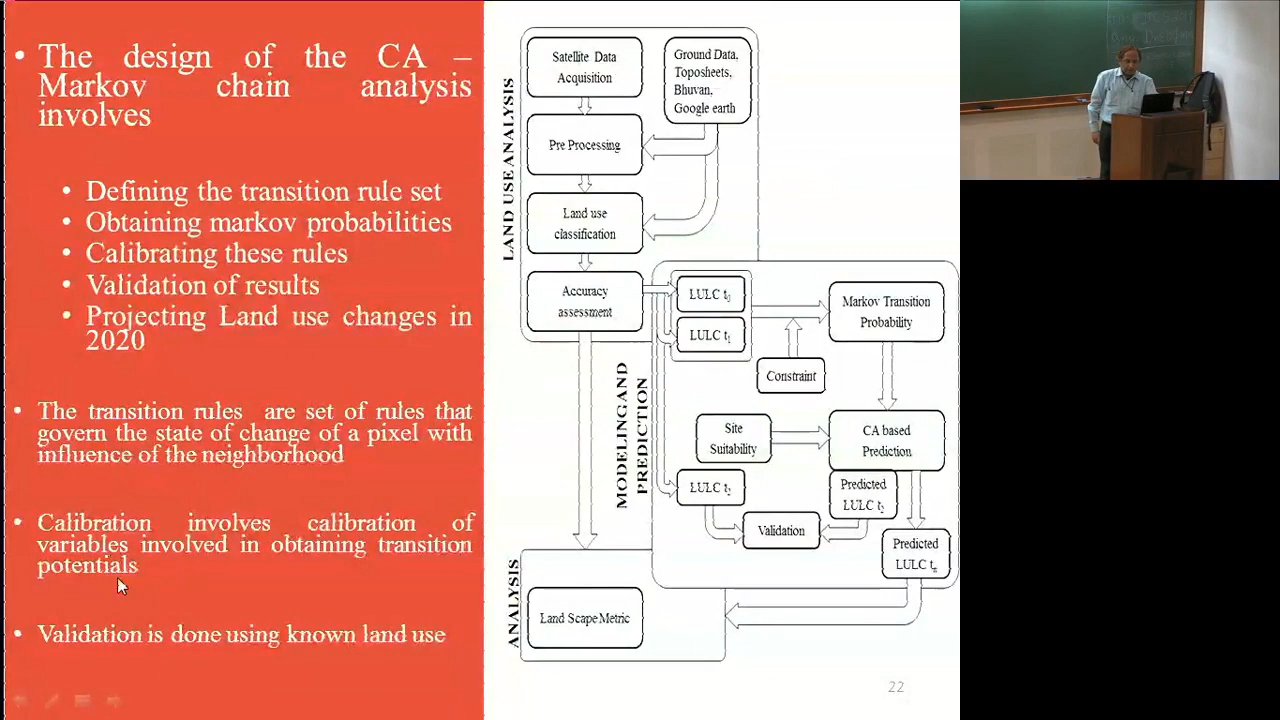 • The design of the CA –
Markov chain analysis
involves
• Defining the transition rule set
• Obtaining markov probabilities
• Calibrating these rules
• Validation of results
• Projecting Land use changes in
2020
• The transition rules are set of rules that
govern the state of change of a pixel with
influence of the neighborhood
• Calibration involves calibration of
variables involved in obtaining transition
potentials
• Validation is done using known land use
LAND USE ANALYSIS
Satellite Data
Acquisition
Ground Data,
Toposheets,
Bhuvan,
Google earth
Pre Processing
Land use
classification
Accuracy
assessment
MODELING AND
PREDICTION
LULC t₀
LULC t₁
Markov Transition
Probability
Constraint
Site
Suitability
CA based
Prediction
LULC t₂
Predicted
LULC t₂
Validation
Predicted
LULC tₙ
ANALYSIS
Land Scape Metric
22